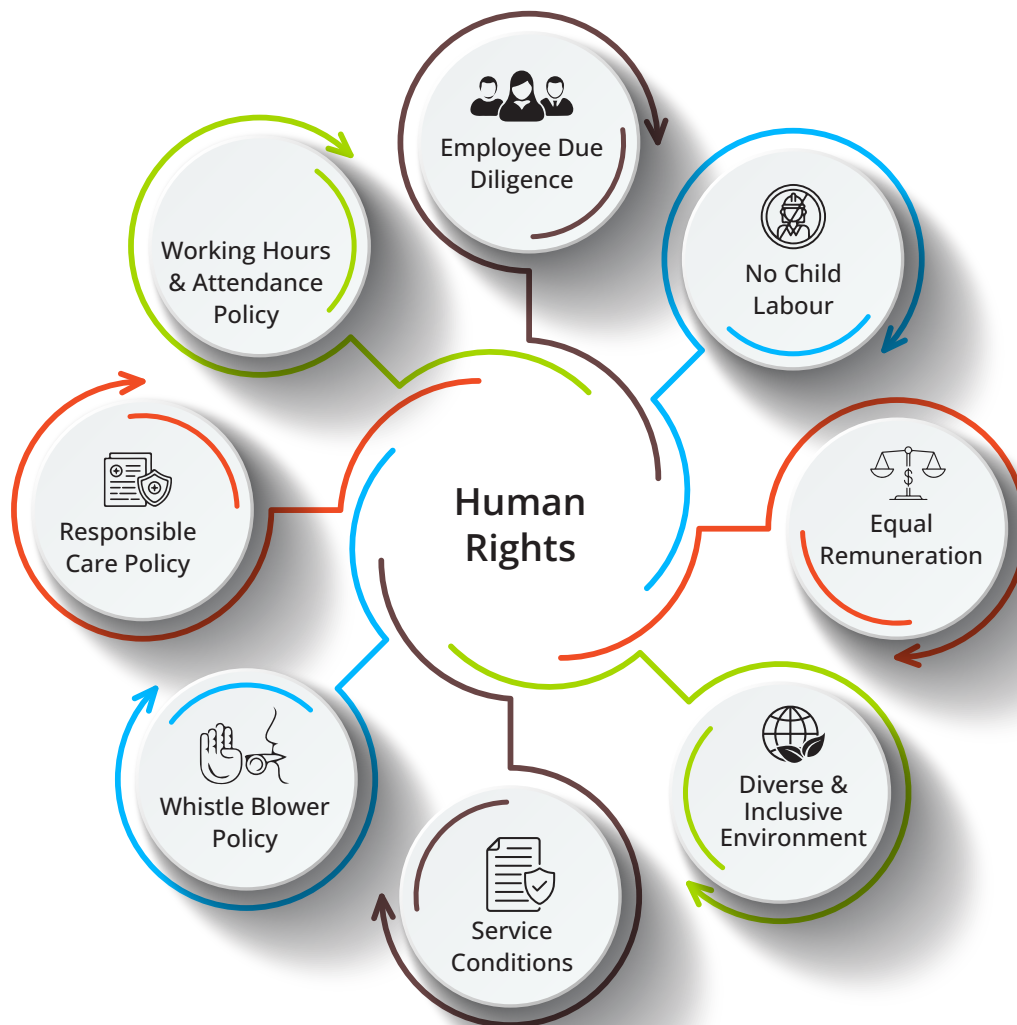 Employee Due
Diligence
No Child
Labour
Equal
Remuneration
Diverse &
Inclusive
Environment
Service
Conditions
Whistle Blower
Policy
Responsible
Care Policy
Working Hours
& Attendance
Policy
Human
Rights
$